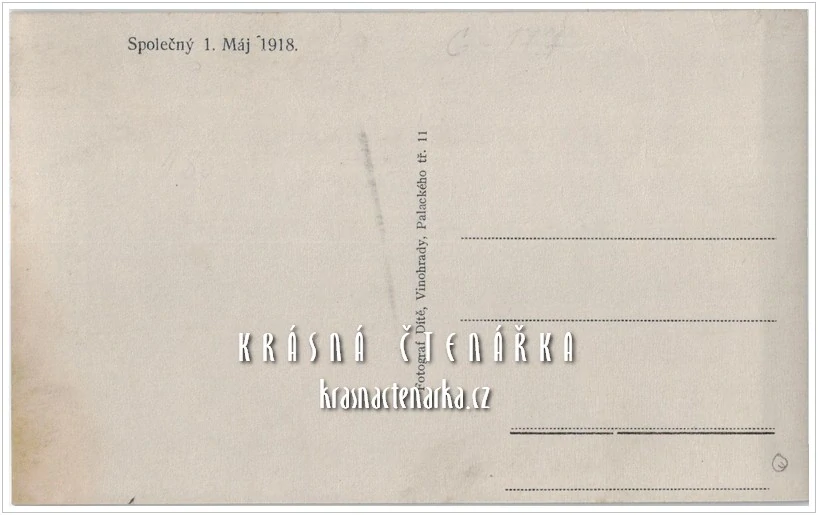 Společný 1. Máj 1918.
Fotograf Dítě, Vinohrady, Palackého tř. 11
KRÁSNÁ ČTENÁŘKA
krasnactenarka.cz